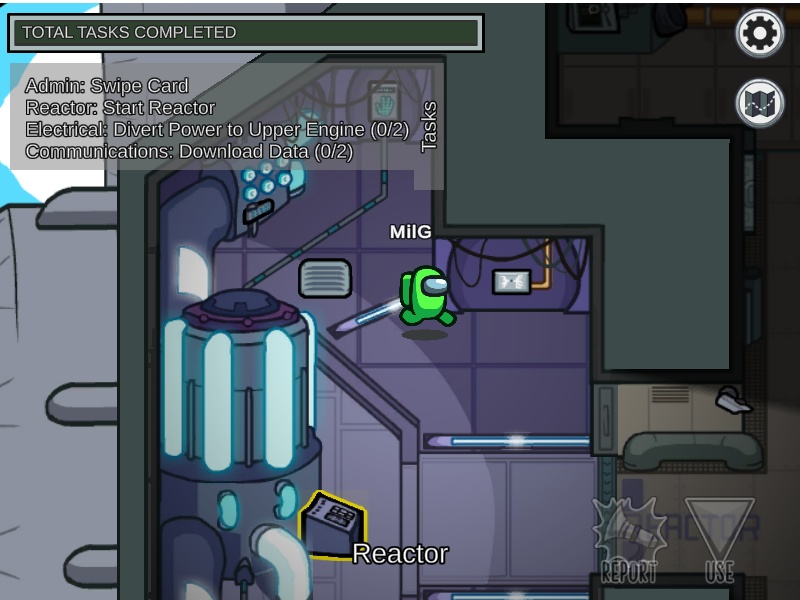 TOTAL TASKS COMPLETED
Admin: Swipe Card
Reactor: Start Reactor
Electrical: Divert Power to Upper Engine (0/2)
Communications: Download Data (0/2)
Tasks
MilG
REACTOR
REPORT
USE
Reactor